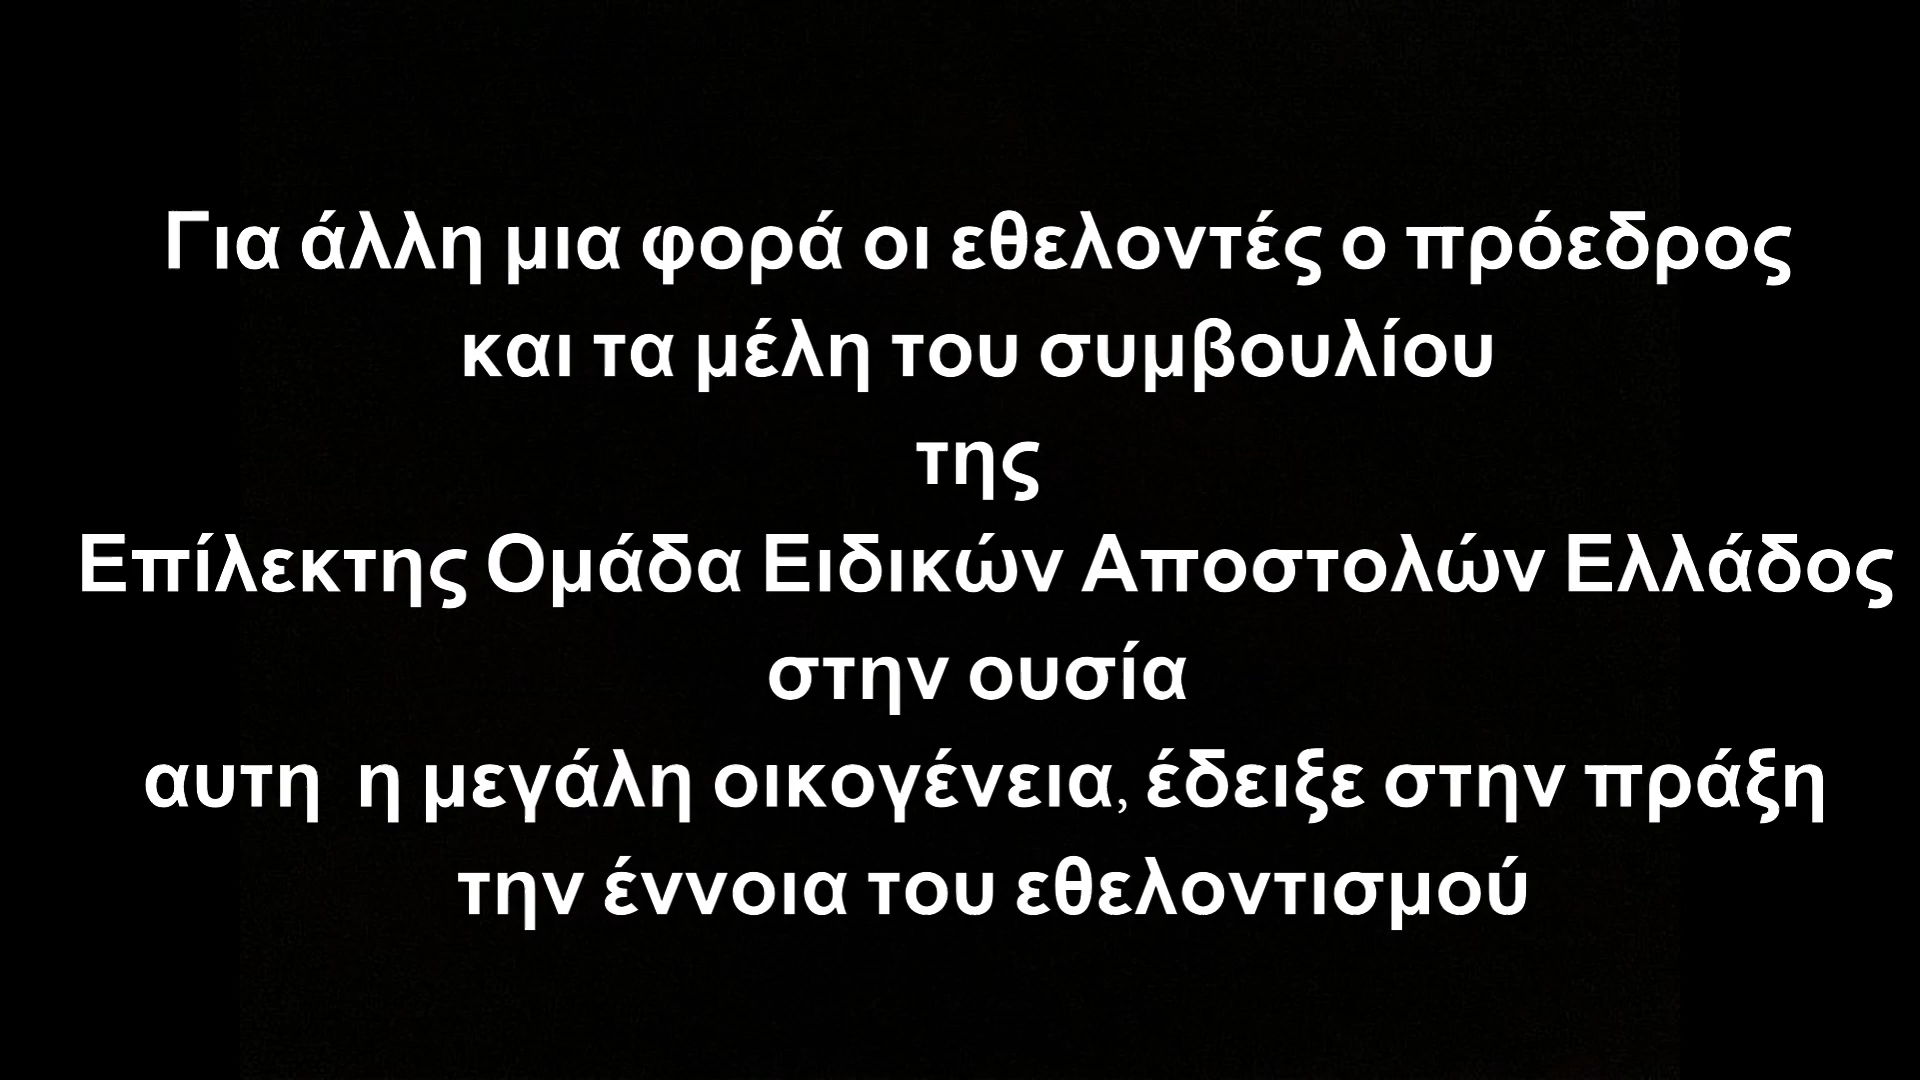 Για άλλη μια φορά οι εθελοντές ο πρόεδρος
και τα μέλη του συμβουλίου
της
Επίλεκτης Ομάδα Ειδικών Αποστολών Ελλάδος
στην ουσία
αυτη η μεγάλη οικογένεια, έδειξε στην πράξη
την έννοια του εθελοντισμού